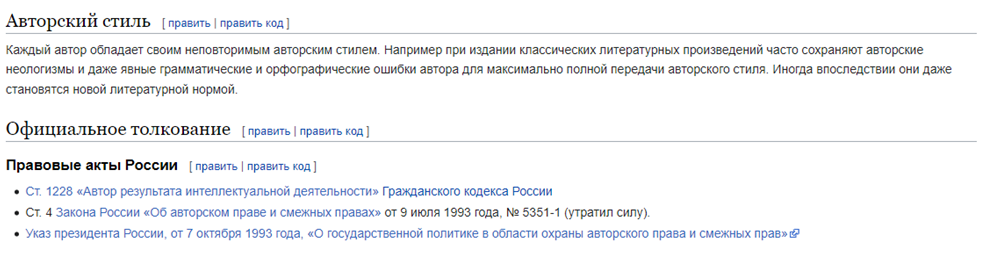 Авторский стиль [ править | править код ]
Каждый автор обладает своим неповторимым авторским стилем. Например при издании классических литературных произведений часто сохраняют авторские
неологизмы и даже явные грамматические и орфографические ошибки автора для максимально полной передачи авторского стиля. Иногда впоследствии они даже
становятся новой литературной нормой.
Официальное толкование [ править | править код ]
Правовые акты России [ править | править код ]
• Ст. 1228 «Автор результата интеллектуальной деятельности» Гражданского кодекса России
• Ст. 4 Закона России «Об авторском праве и смежных правах» от 9 июля 1993 года, № 5351-1 (утратил силу).
• Указ президента России, от 7 октября 1993 года, «О государственной политике в области охраны авторского права и смежных прав»